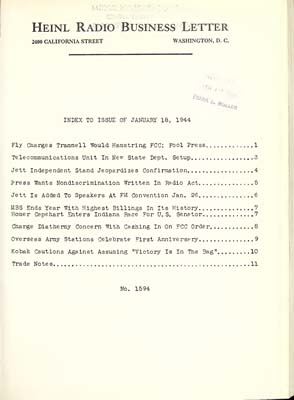 HEINL RADIO BUSINESS LETTER
2400 CALIFORNIA STREET WASHINGTON, D. C.
INDEX TO ISSUE OF JANUARY 18, 1944
Fly Charges Trammell Would Hamstring FCC; Pool Press.............1
Telecommunications Unit In New State Dept. Setup.................3
Jett Independent Stand Jeopardizes Confirmation..................4
Press Wants Nondiscrimination Written In Radio Act...............5
Jett Is Added To Speakers At FM Convention Jan. 26...............6
MBS Ends Year With Highest Billings In Its History...............7
Homer Capehart Enters Indiana Race For U.S. Senator..............7
Charge Diathermy Concern With Cashing In On FCC Order............8
Overseas Army Stations Celebrate First Anniversary...............9
Kobak Cautions Against Assuming "Victory Is In The Bag".........10
Trade Notes.....................................................11
No. 1594